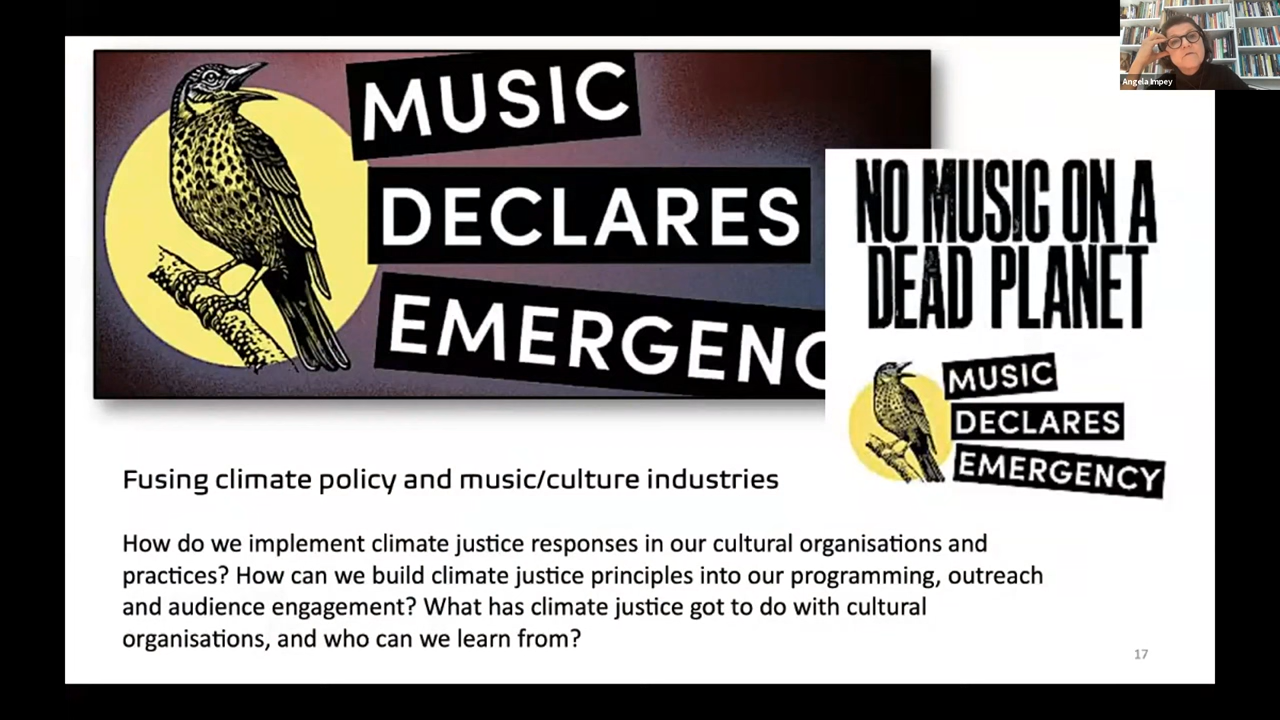 Angela Impey
MUSIC
DECLARES
EMERGENC
NO MUSIC ON A
DEAD PLANET
MUSIC
DECLARES
EMERGENCY
Fusing climate policy and music/culture industries
How do we implement climate justice responses in our cultural organisations and
practices? How can we build climate justice principles into our programming, outreach
and audience engagement? What has climate justice got to do with cultural
organisations, and who can we learn from?
17